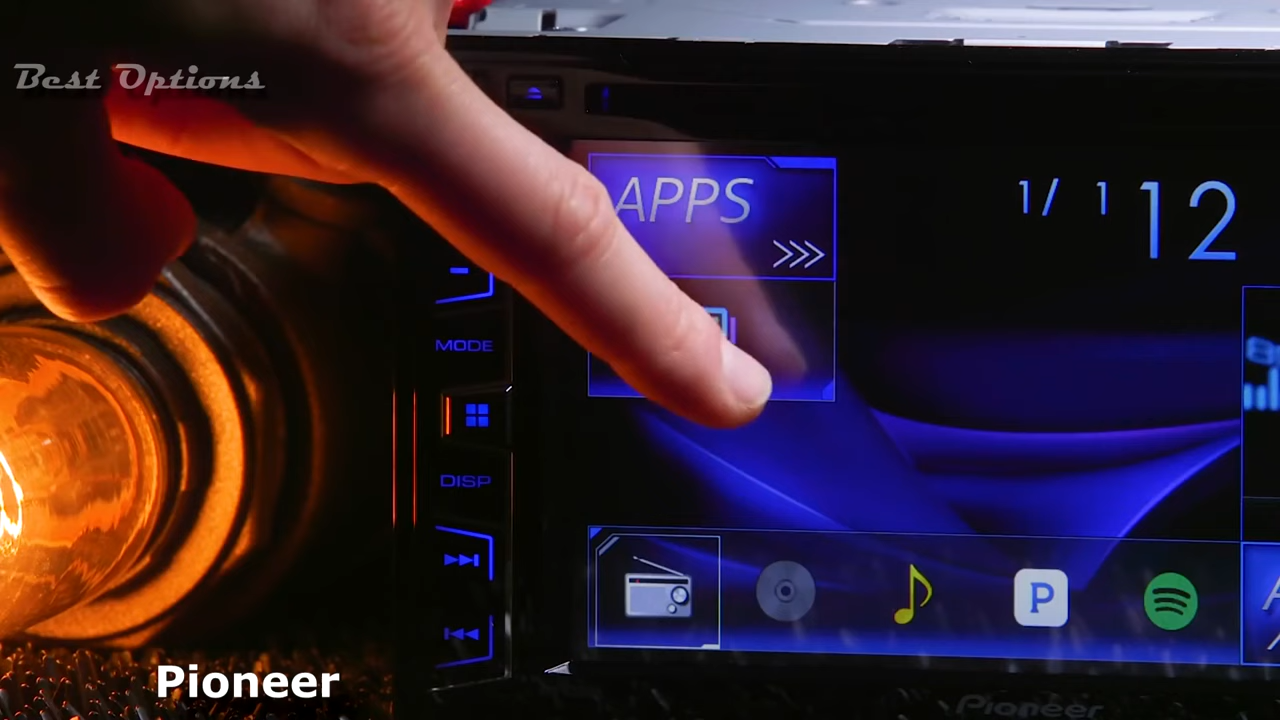 Best Options
APPS
1/ 1 12
MODE
DISP
P
Pioneer
Pioneer